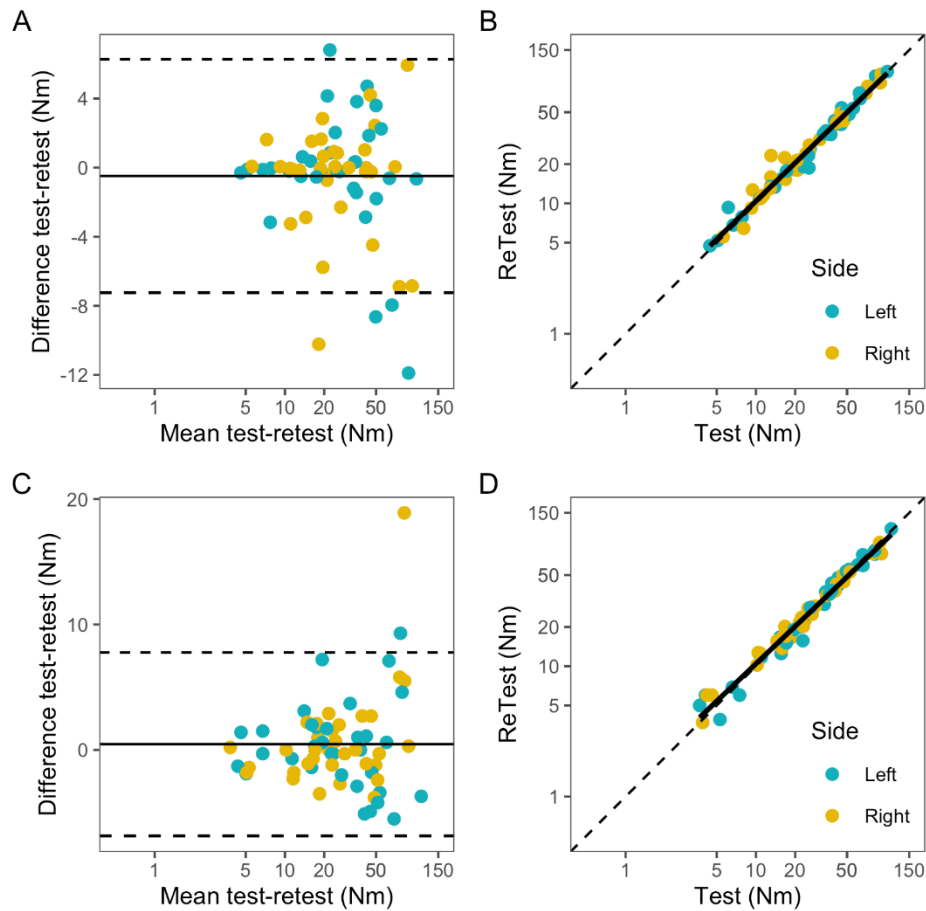 A
Difference test-retest (Nm)
4
0
-4
-8
-12
1 5 10 20 50 150
Mean test-retest (Nm)
B
ReTest (Nm)
150
50
20
10
5
1
Side
Left
Right
1 5 10 20 50 150
Test (Nm)
C
Difference test-retest (Nm)
20
10
0
1 5 10 20 50 150
Mean test-retest (Nm)
D
ReTest (Nm)
150
50
20
10
5
1
Side
Left
Right
1 5 10 20 50 150
Test (Nm)